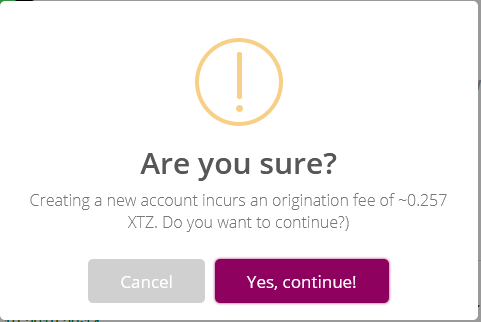 Are you sure?
Creating a new account incurs an origination fee of ~0.257
XTZ. Do you want to continue?)
Cancel
Yes, continue!